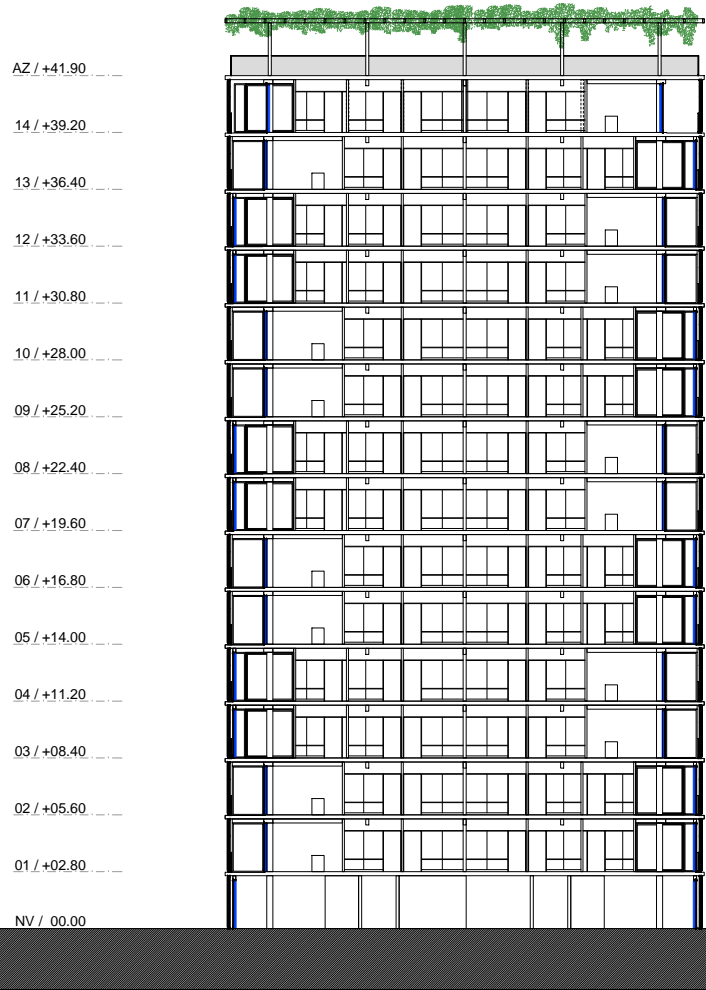 AZ / +41.90
14 / +39.20
13 / +36.40
12 / +33.60
11 / +30.80
10 / +28.00
09 / +25.20
08 / +22.40
07 / +19.60
06 / +16.80
05 / +14.00
04 / +11.20
03 / +08.40
02 / +05.60
01 / +02.80
NV / 00.00